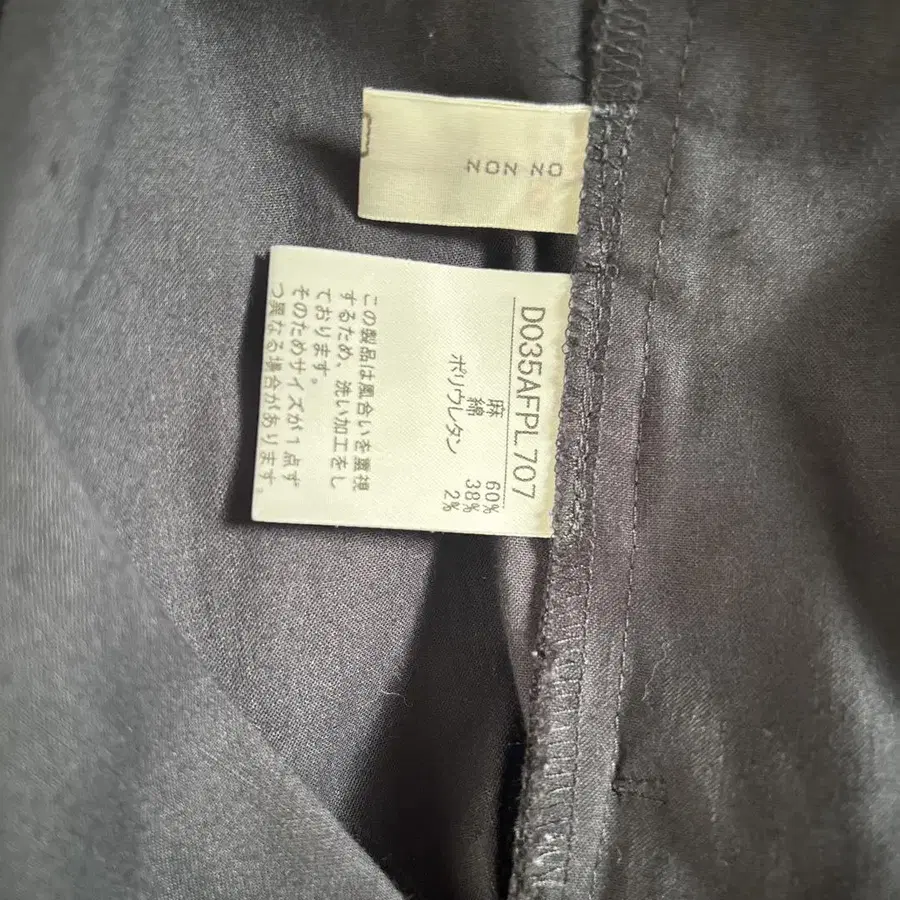 D035AFPL707
麻 60%
綿 38%
ポリウレタン 2%
この製品は風合いを重視
するため、洗い加工をし
ております。
そのためサイズが1点ず
つ異なる場合があります。